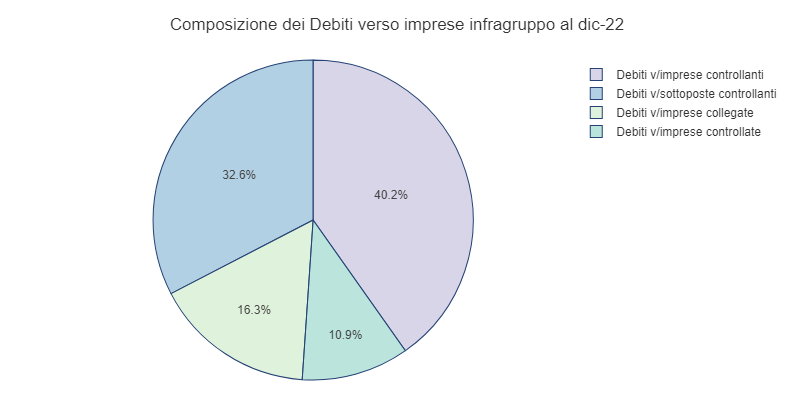 Composizione dei Debiti verso imprese infragruppo al dic-22
Debiti v/imprese controllanti
Debiti v/sottoposte controllanti
Debiti v/imprese collegate
Debiti v/imprese controllate
32.6%
40.2%
16.3%
10.9%